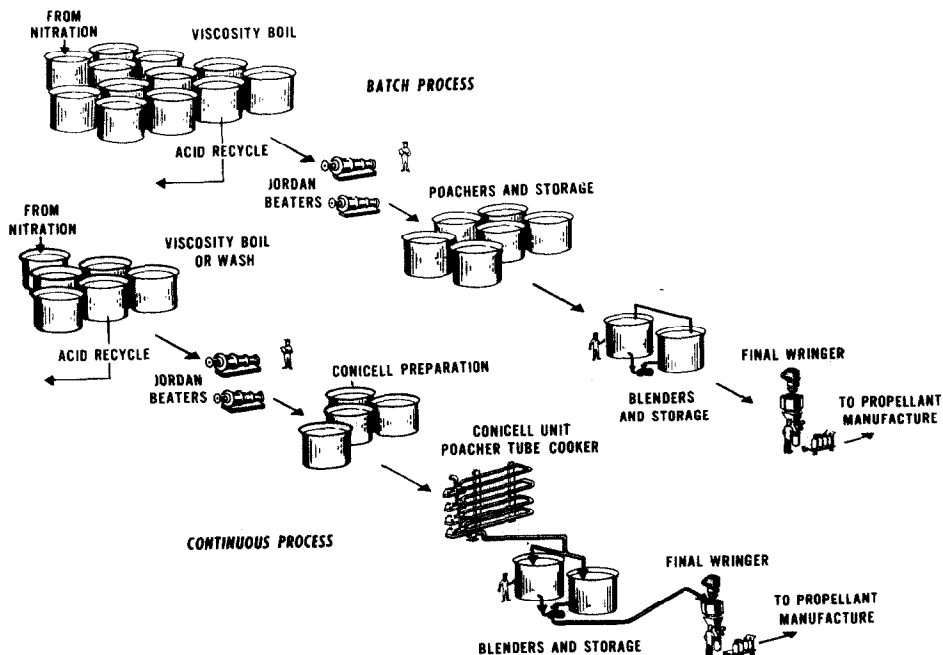 FROM
NITRATION
VISCOSITY BOIL
BATCH PROCESS
ACID RECYCLE
JORDAN
BEATERS
POACHERS AND STORAGE
BLENDERS
AND STORAGE
FINAL WRINGER
TO PROPELLANT
MANUFACTURE
FROM
NITRATION
VISCOSITY BOIL
OR WASH
ACID RECYCLE
JORDAN
BEATERS
CONICELL PREPARATION
CONICELL UNIT
POACHER TUBE COOKER
CONTINUOUS PROCESS
BLENDERS AND STORAGE
FINAL WRINGER
TO PROPELLANT
MANUFACTURE